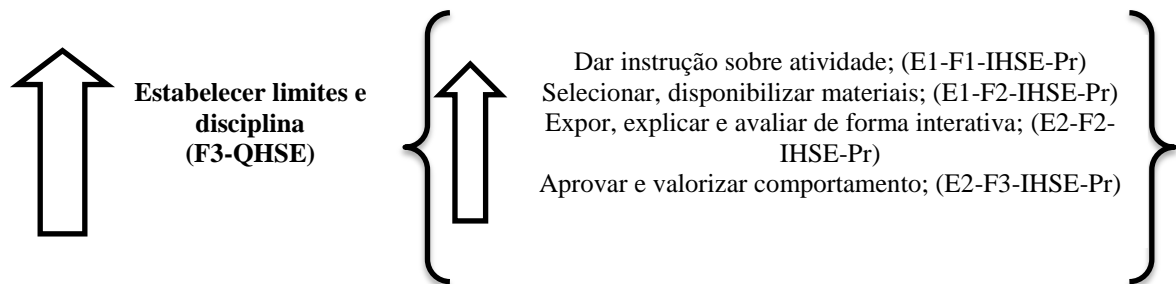 Estabelecer limites e
disciplina
(F3-QHSE)
Dar instrução sobre atividade; (E1-F1-IHSE-Pr)
Selecionar, disponibilizar materiais; (E1-F2-IHSE-Pr)
Expor, explicar e avaliar de forma interativa; (E2-F2-
IHSE-Pr)
Aprovar e valorizar comportamento; (E2-F3-IHSE-Pr)